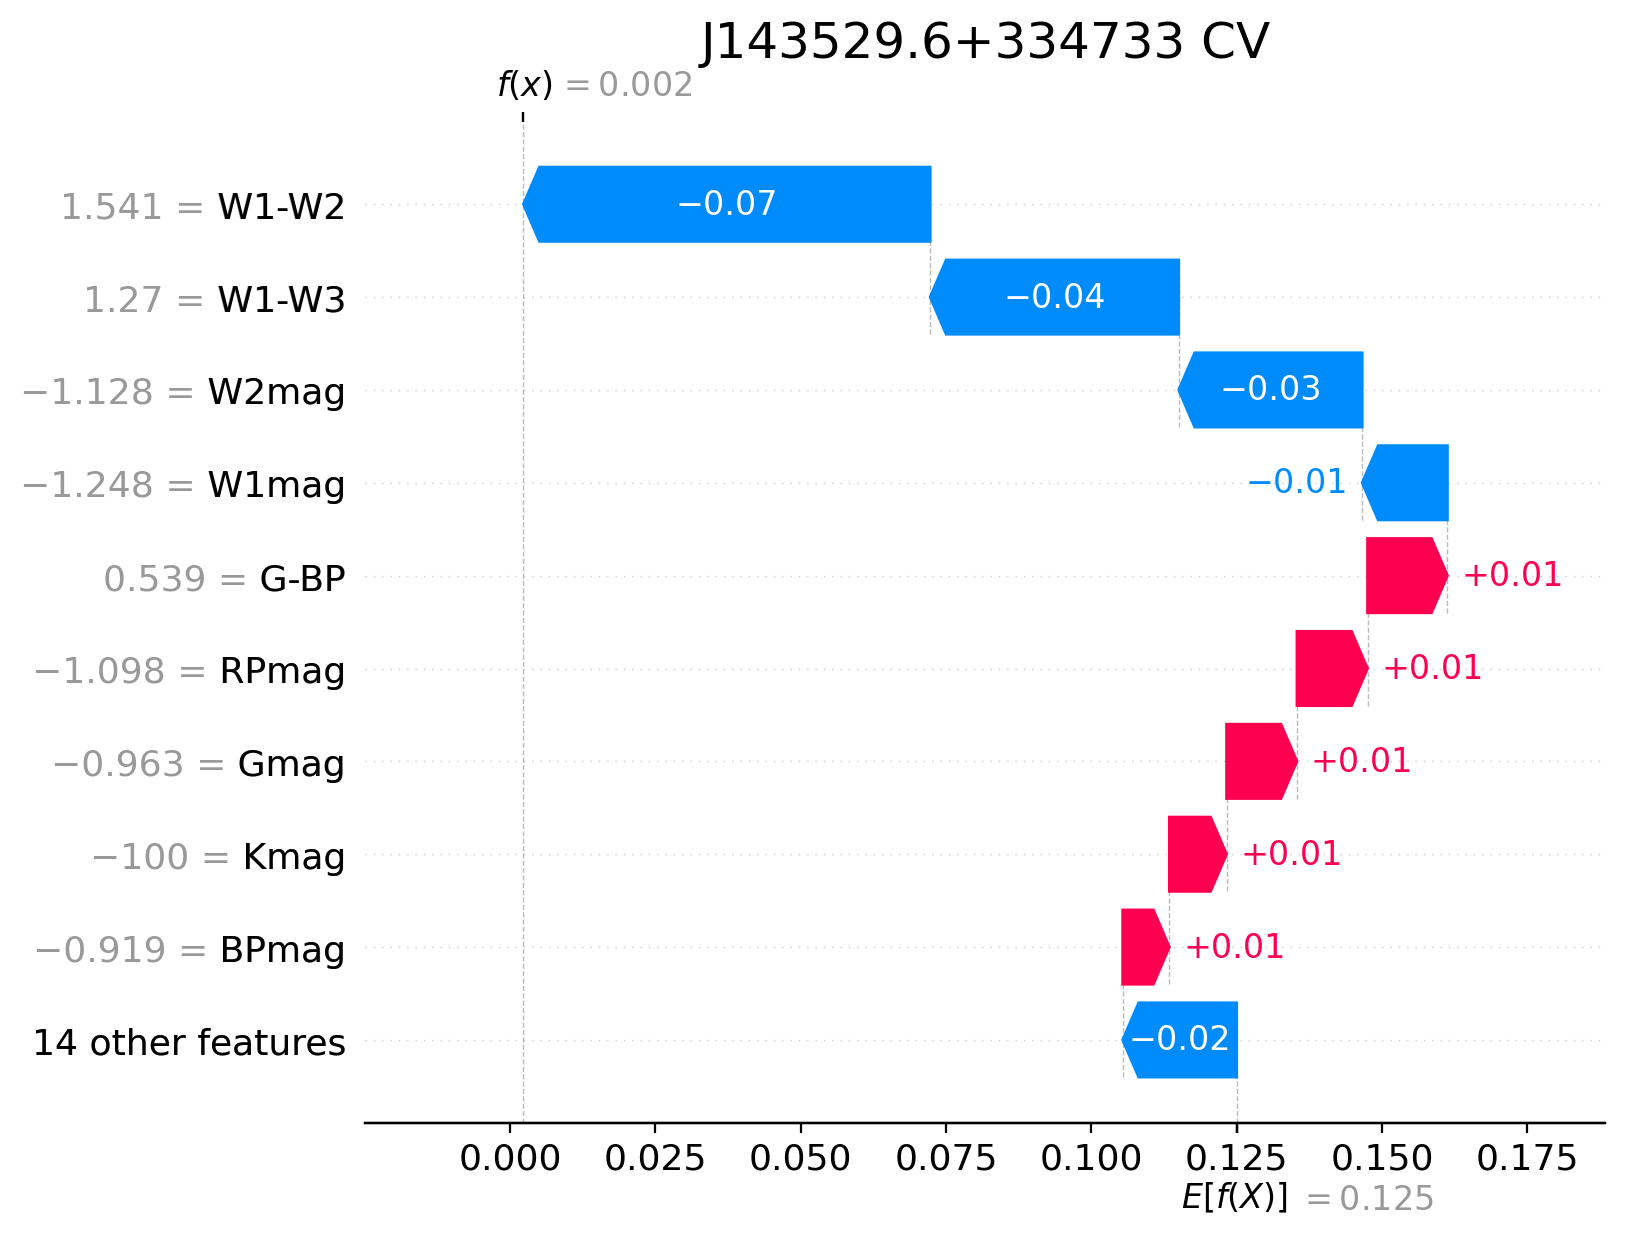 J143529.6+334733 CV
f(x) = 0.002
1.541 = W1-W2
−0.07
1.27 = W1-W3
−0.04
−1.128 = W2mag
−0.03
−1.248 = W1mag
−0.01
0.539 = G-BP
+0.01
−1.098 = RPmag
+0.01
−0.963 = Gmag
+0.01
−100 = Kmag
+0.01
−0.919 = BPmag
+0.01
14 other features
−0.02
0.000 0.025 0.050 0.075 0.100 0.125 0.150 0.175
E[f(X)] = 0.125